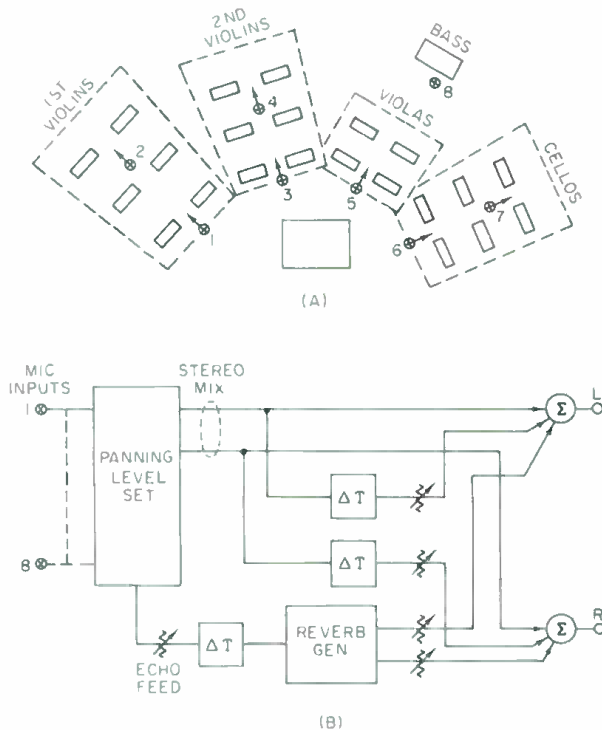 2ND
VIOLINS
1ST
VIOLINS
BASS
8
VIOLAS
CELLOS
4
2
3
5
7
1
6
(A)
MIC
INPUTS
STEREO
MIX
L
1
Σ
PANNING
LEVEL
SET
ΔT
ΔT
8
R
Σ
ΔT
REVERB
GEN
ECHO
FEED
(B)